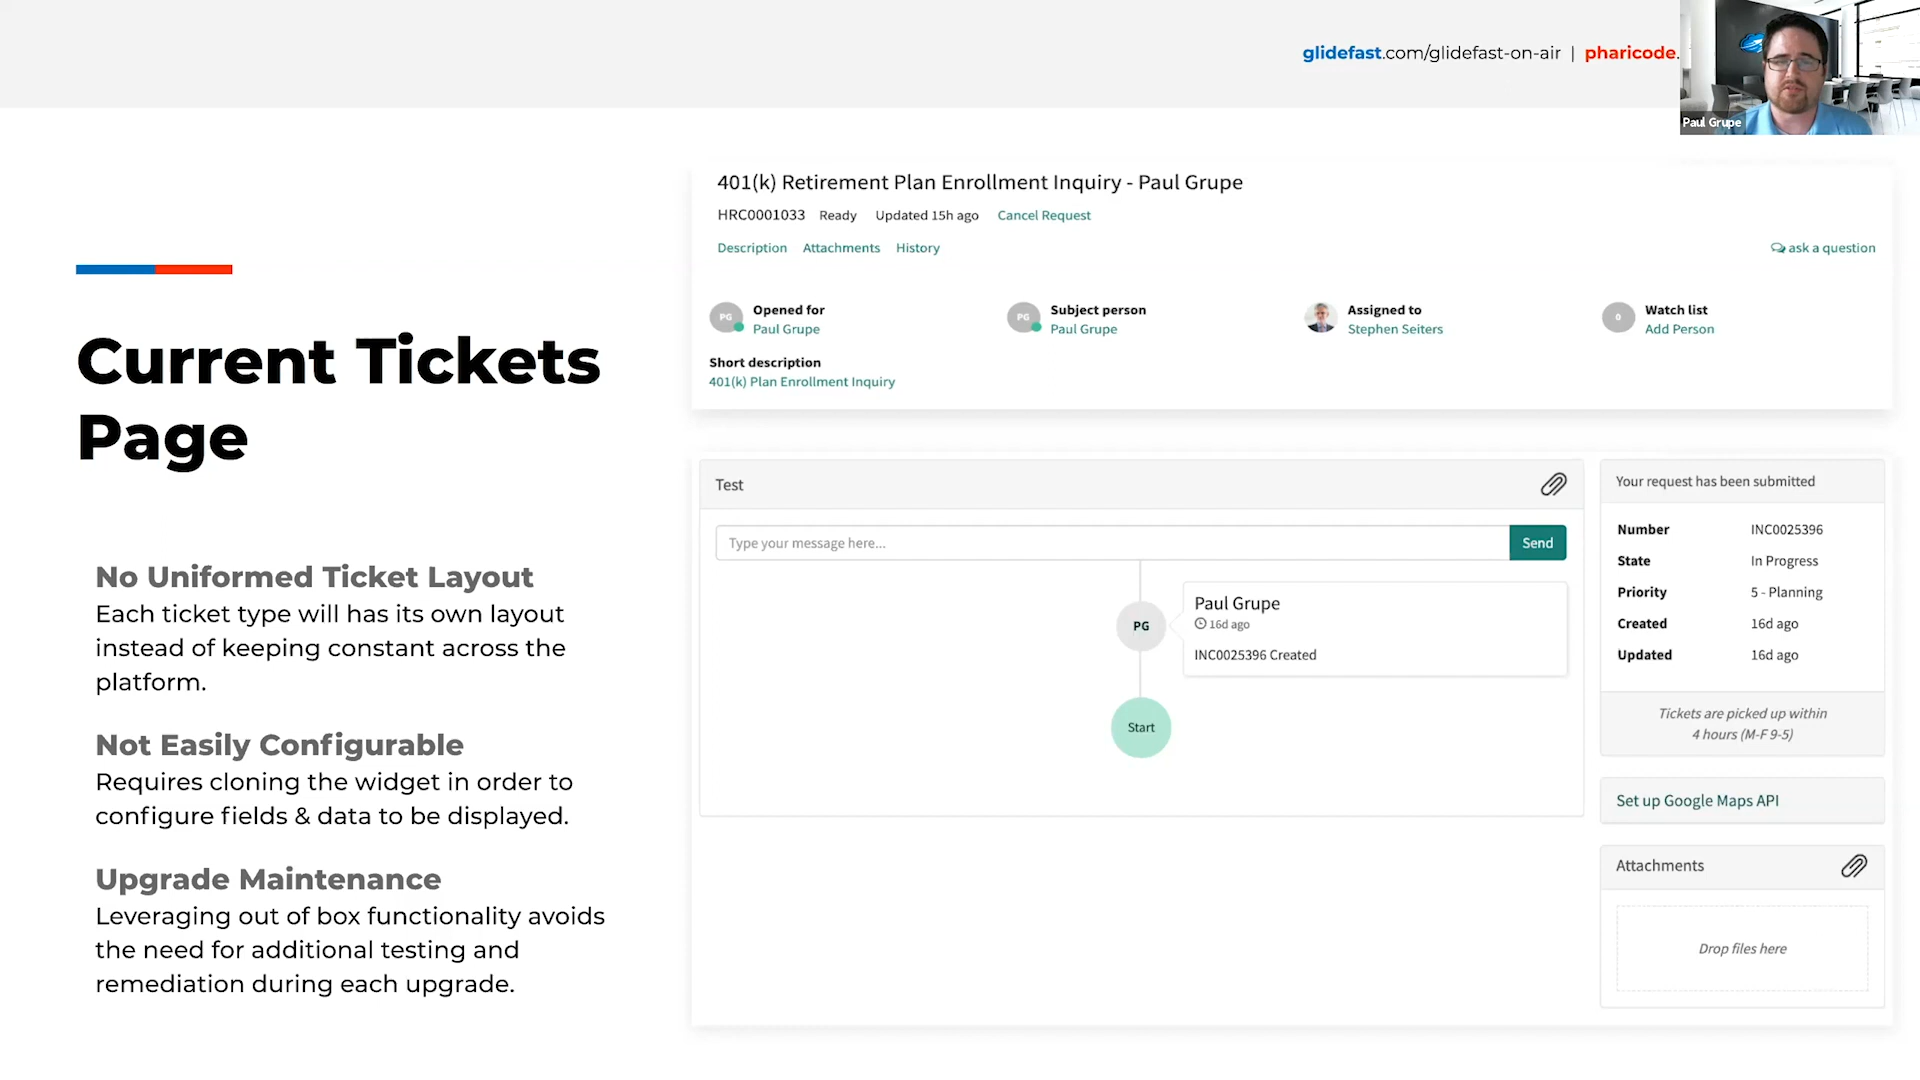 glidefast.com/glidefast-on-air | pharicode.
Paul Grupe
Current Tickets
Page
No Uniformed Ticket Layout
Each ticket type will has its own layout
instead of keeping constant across the
platform.
Not Easily Configurable
Requires cloning the widget in order to
configure fields & data to be displayed.
Upgrade Maintenance
Leveraging out of box functionality avoids
the need for additional testing and
remediation during each upgrade.
401(k) Retirement Plan Enrollment Inquiry - Paul Grupe
HRC0001033 Ready Updated 15h ago Cancel Request
Description Attachments History ask a question
PG Opened for
Paul Grupe
PG Subject person
Paul Grupe
Assigned to
Stephen Seiters
0 Watch list
Add Person
Short description
401(k) Plan Enrollment Inquiry
Test
Type your message here... Send
PG
Paul Grupe
16d ago
INC0025396 Created
Start
Your request has been submitted
Number INC0025396
State In Progress
Priority 5 - Planning
Created 16d ago
Updated 16d ago
Tickets are picked up within
4 hours (M-F 9-5)
Set up Google Maps API
Attachments
Drop files here